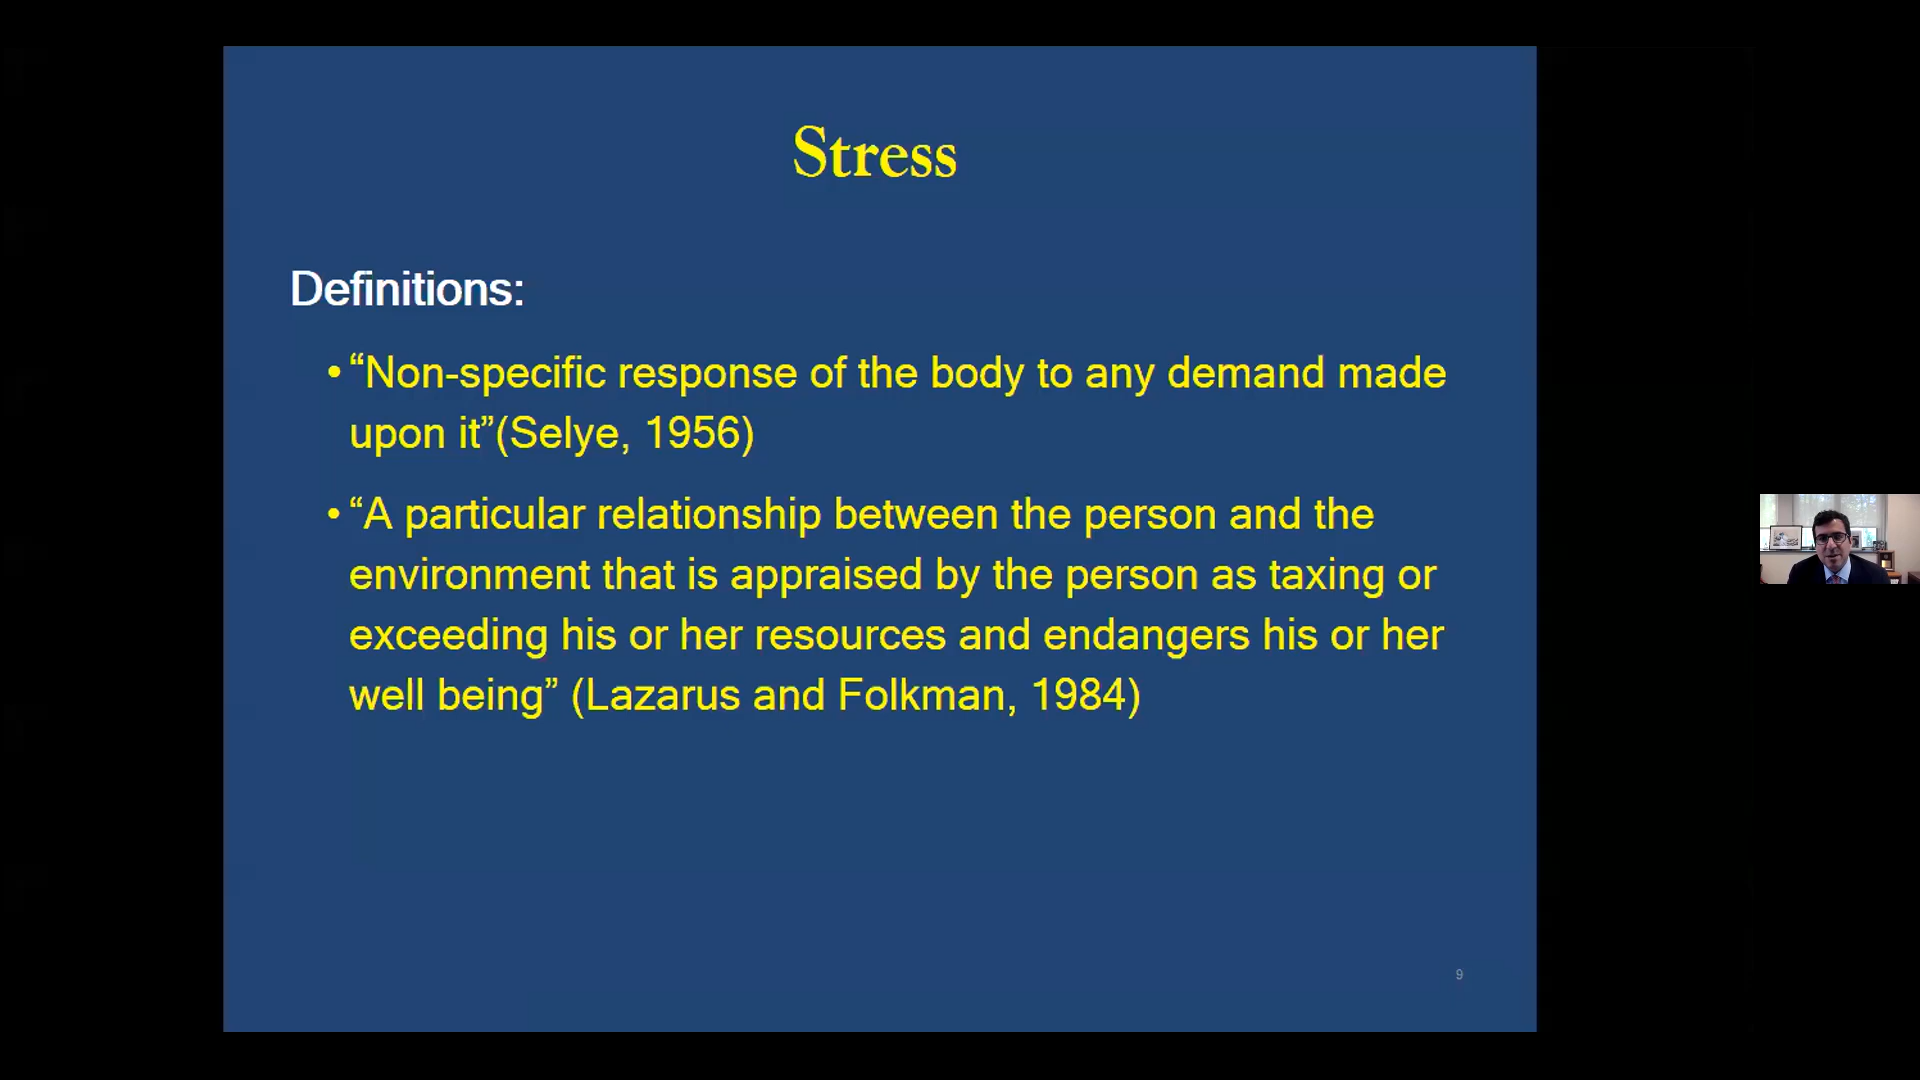 Stress
Definitions:
•“Non-specific response of the body to any demand made
upon it”(Selye, 1956)
•“A particular relationship between the person and the
environment that is appraised by the person as taxing or
exceeding his or her resources and endangers his or her
well being” (Lazarus and Folkman, 1984)
9